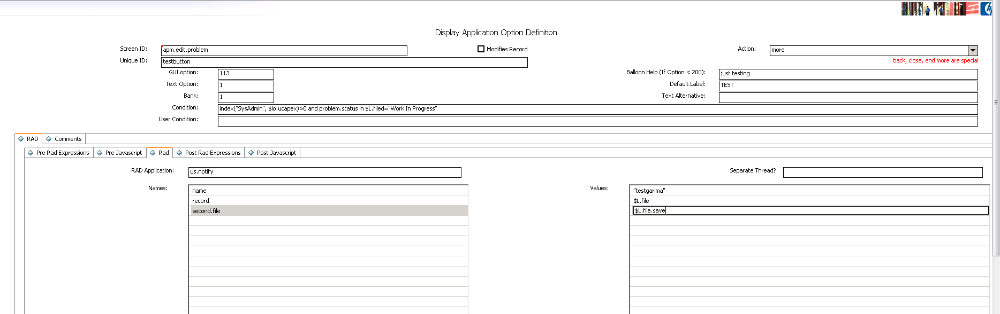 Display Application Option Definition
Screen ID: apm.edit.problem Modifies Record Action: more
back, close, and more are special
Unique ID: testbutton
GUI option: 113 Balloon Help (If Option < 200): just testing
Text Option: 1 Default Label: TEST
Bank: 1 Text Alternative:
Condition: index("SysAdmin", $lo.ucapex)>0 and problem.status in $L.filed="Work In Progress"
User Condition:
RAD Comments
Pre Rad Expressions Pre Javascript Rad Post Rad Expressions Post Javascript
RAD Application: us.notify Separate Thread?
Names: name Values: "testgarima"
record $L.file
second.file $L.file.save